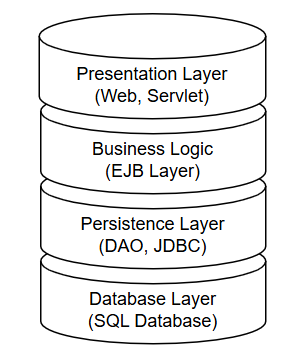 Presentation Layer
(Web, Servlet)
Business Logic
(EJB Layer)
Persistence Layer
(DAO, JDBC)
Database Layer
(SQL Database)